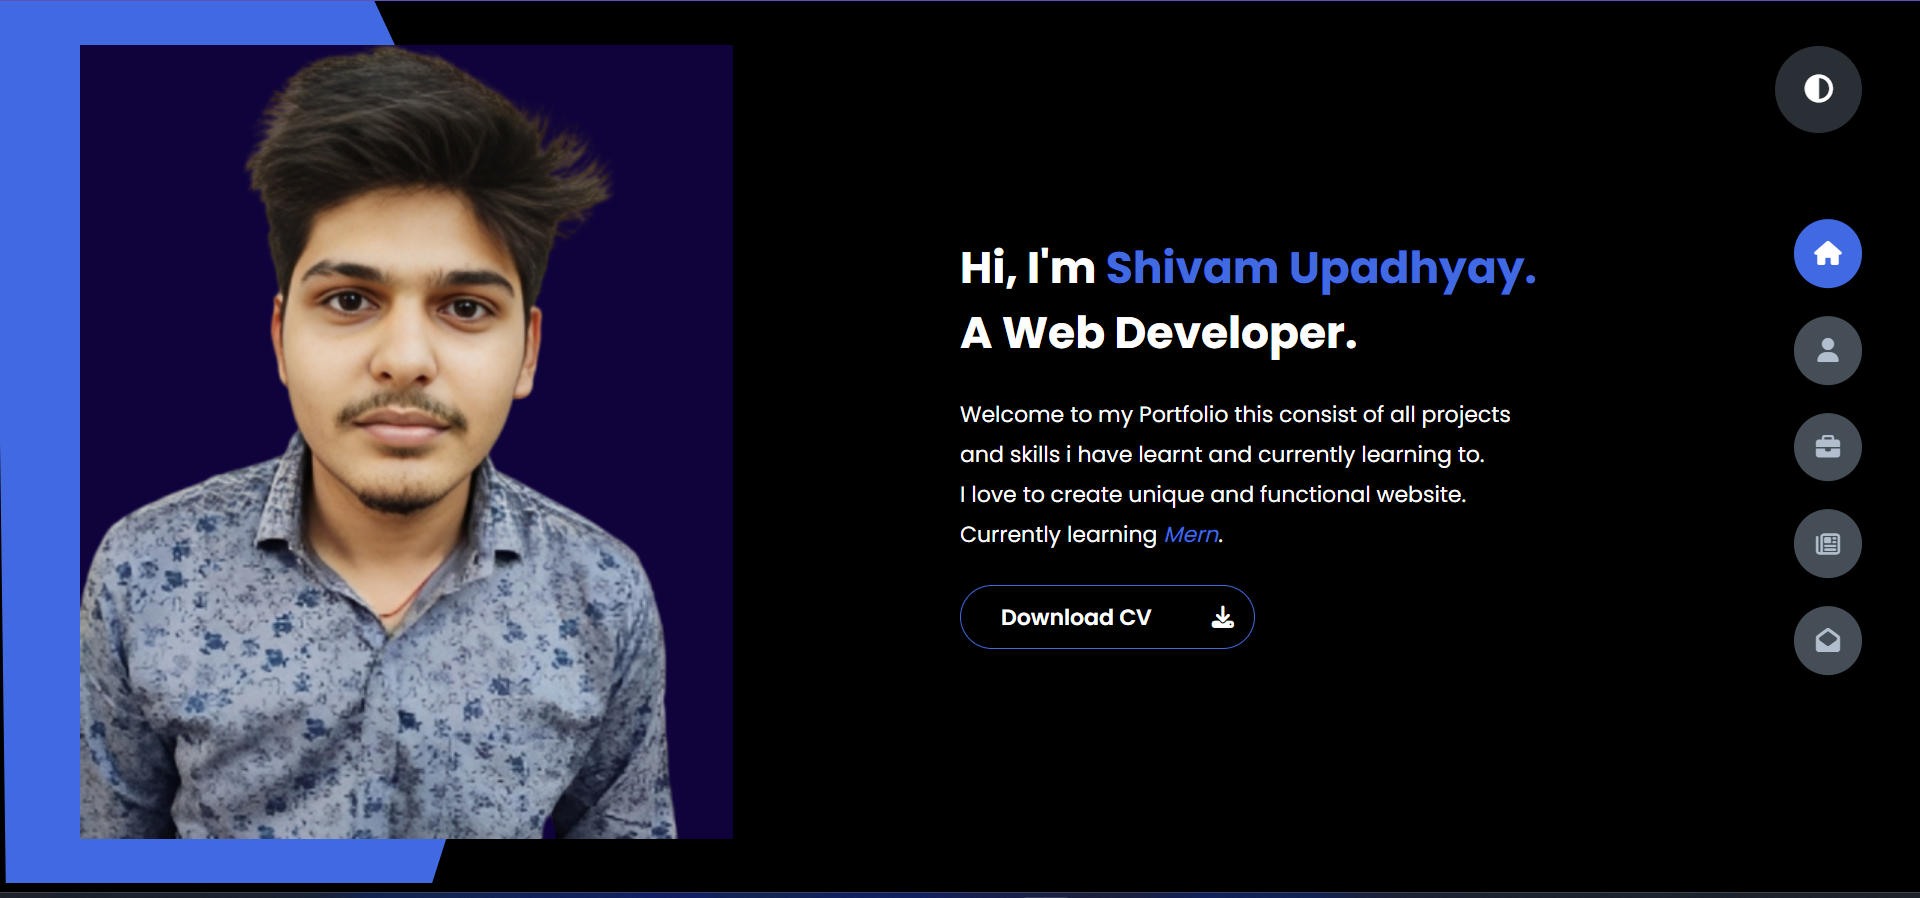 Hi, I'm Shivam Upadhyay.
A Web Developer.
Welcome to my Portfolio this consist of all projects
and skills i have learnt and currently learning to.
I love to create unique and functional website.
Currently learning Mern.
Download CV